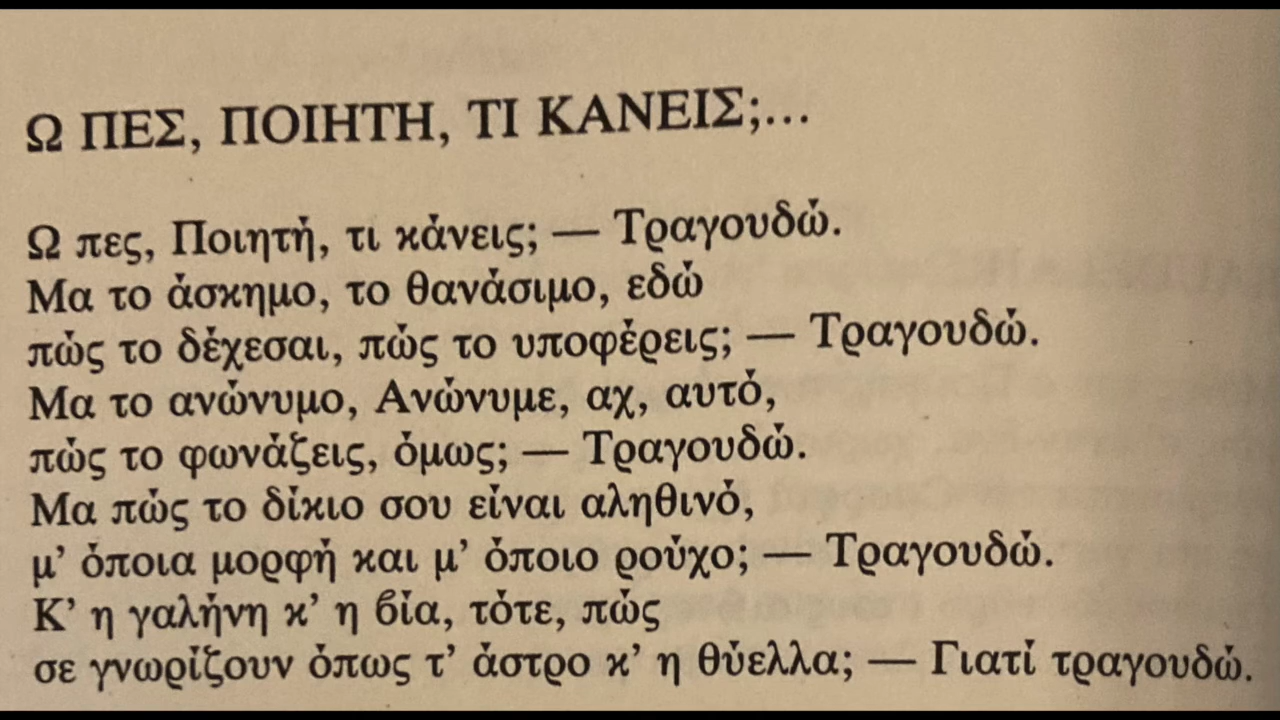 Ω ΠΕΣ, ΠΟΙΗΤΗ, ΤΙ ΚΑΝΕΙΣ;...
Ω πες, Ποιητή, τι κάνεις; — Τραγουδώ.
Μα το άσκημο, το θανάσιμο, εδώ
πώς το δέχεσαι, πώς το υποφέρεις; — Τραγουδώ.
Μα το ανώνυμο, Ανώνυμε, αχ, αυτό,
πώς το φωνάζεις, όμως; — Τραγουδώ.
Μα πώς το δίκιο σου είναι αληθινό,
μ’ όποια μορφή και μ’ όποιο ρούχο; — Τραγουδώ.
Κ’ η γαλήνη κ’ η βία, τότε, πώς
σε γνωρίζουν όπως τ’ άστρο κ’ η θύελλα; — Γιατί τραγουδώ.